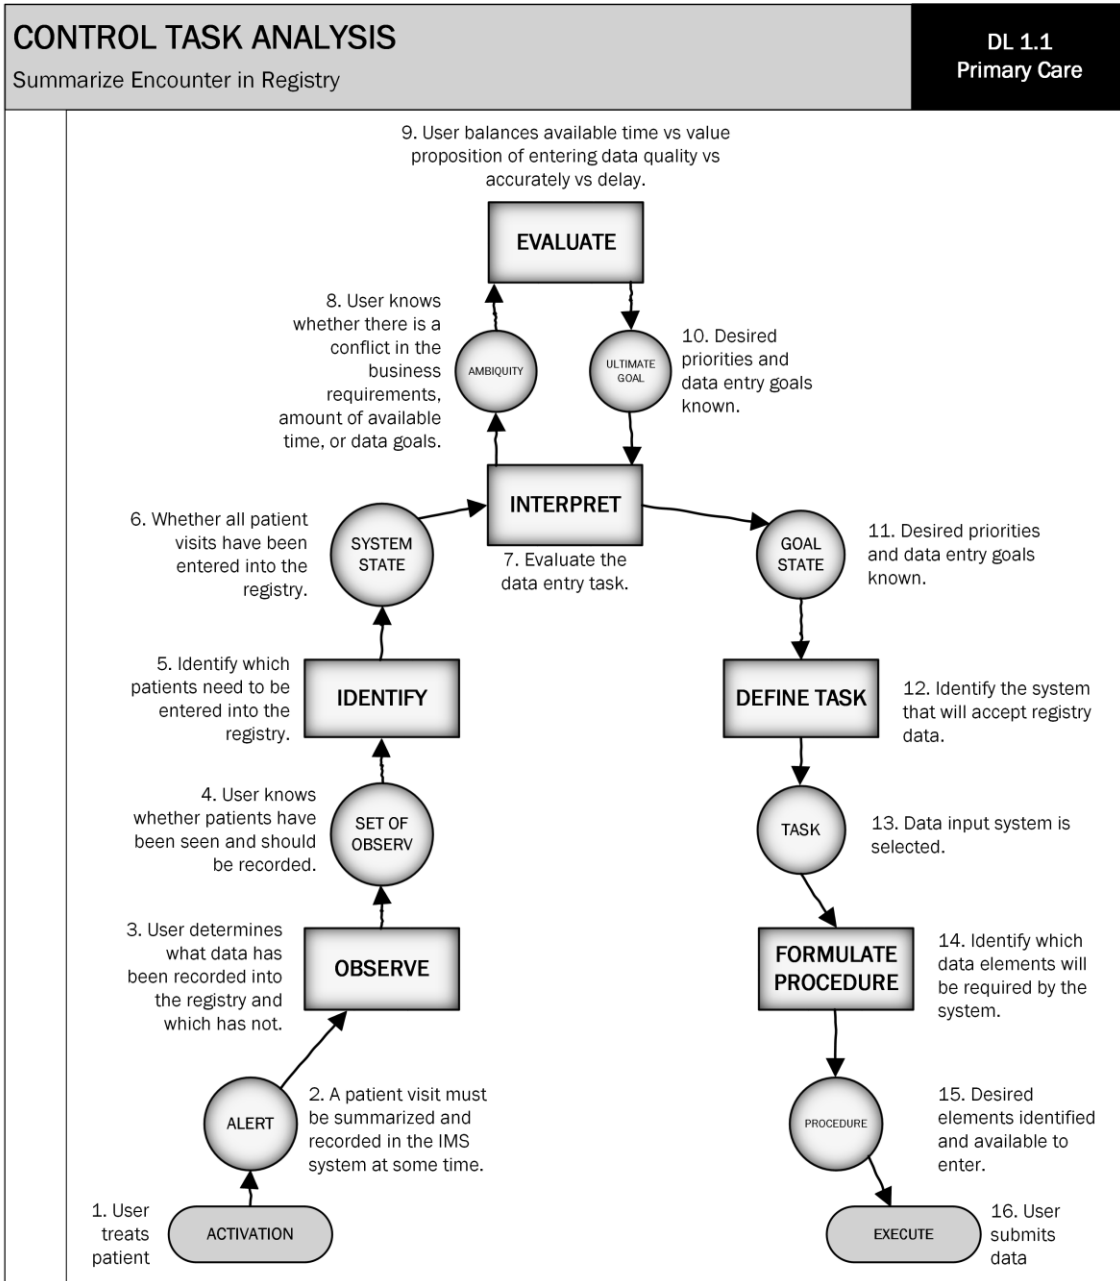 CONTROL TASK ANALYSIS
Summarize Encounter in Registry
DL 1.1
Primary Care
9. User balances available time vs value
proposition of entering data quality vs
accurately vs delay.
EVALUATE
8. User knows
whether there is a
conflict in the
business
requirements,
amount of available
time, or data goals.
AMBIQUITY
ULTIMATE
GOAL
10. Desired
priorities and
data entry goals
known.
INTERPRET
7. Evaluate the
data entry task.
6. Whether all patient
visits have been
entered into the
registry.
SYSTEM
STATE
GOAL
STATE
11. Desired priorities
and data entry goals
known.
5. Identify which
patients need to be
entered into the
registry.
IDENTIFY
DEFINE TASK
12. Identify the system
that will accept registry
data.
4. User knows
whether patients have
been seen and should
be recorded.
SET OF
OBSERV
TASK
13. Data input system is
selected.
3. User determines
what data has
been recorded into
the registry and
which has not.
OBSERVE
FORMULATE
PROCEDURE
14. Identify which
data elements will
be required by the
system.
ALERT
2. A patient visit must
be summarized and
recorded in the IMS
system at some time.
PROCEDURE
15. Desired
elements identified
and available to
enter.
1. User
treats
patient
ACTIVATION
EXECUTE
16. User
submits
data